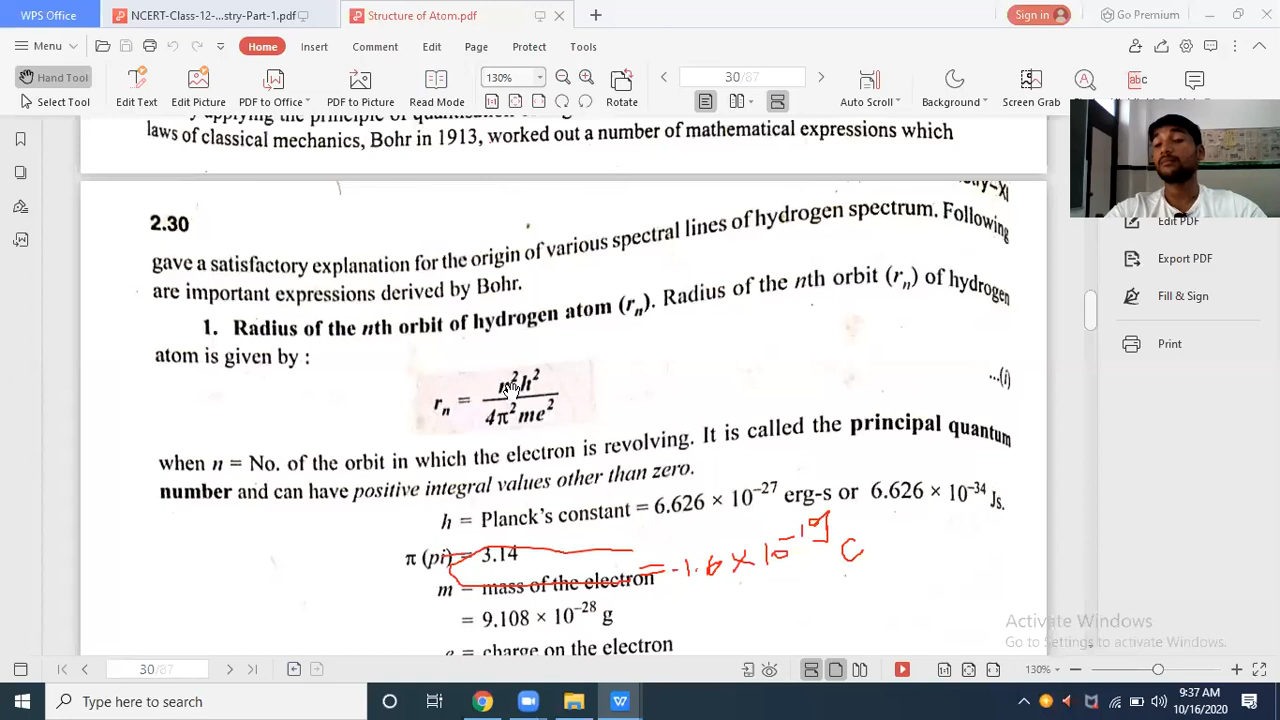 WPS Office
NCERT-Class-12-...stry-Part-1.pdf
Structure of Atom.pdf
Sign in
Go Premium
Menu
Home
Insert
Comment
Edit
Page
Protect
Tools
Hand Tool
Select Tool
Edit Text
Edit Picture
PDF to Office
PDF to Picture
Read Mode
130%
Rotate
30/87
Auto Scroll
Background
Screen Grab
Find
Comment
laws of classical mechanics, Bohr in 1913, worked out a number of mathematical expressions which
2.30
gave a satisfactory explanation for the origin of various spectral lines of hydrogen spectrum. Following
are important expressions derived by Bohr.
1. Radius of the nth orbit of hydrogen atom (rₙ). Radius of the nth orbit (rₙ) of hydrogen
atom is given by :
rₙ = n²h² / 4π²me² ...(i)
when n = No. of the orbit in which the electron is revolving. It is called the principal quantum
number and can have positive integral values other than zero.
h = Planck's constant = 6.626 × 10⁻²⁷ erg-s or 6.626 × 10⁻³⁴ Js.
π (pi) = 3.14
m = mass of the electron = -1.6 × 10⁻¹⁹ C
= 9.108 × 10⁻²⁸ g
e = charge on the electron
Edit PDF
Export PDF
Fill & Sign
Print
Activate Windows
Go to Settings to activate Windows.
30/87
130%
Type here to search
9:37 AM
10/16/2020